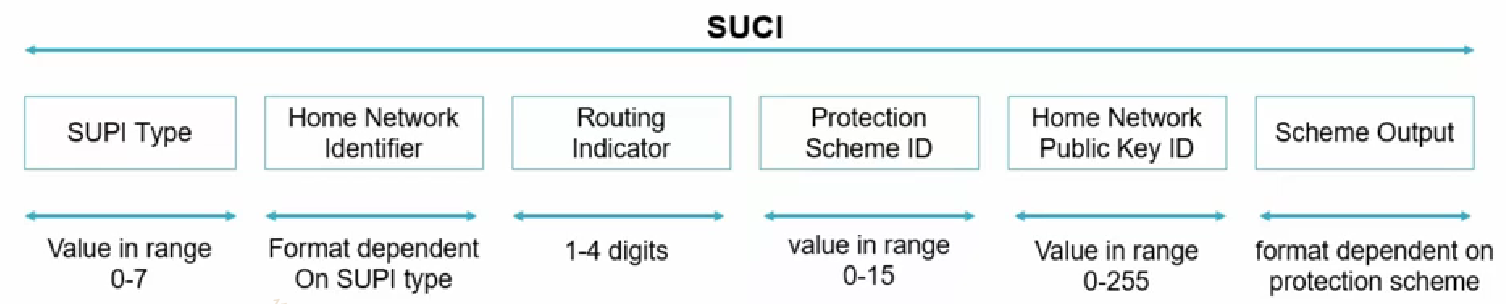 SUCI
SUPI Type
Home Network
Identifier
Routing
Indicator
Protection
Scheme ID
Home Network
Public Key ID
Scheme Output
Value in range
0-7
Format dependent
On SUPI type
1-4 digits
value in range
0-15
Value in range
0-255
format dependent on
protection scheme